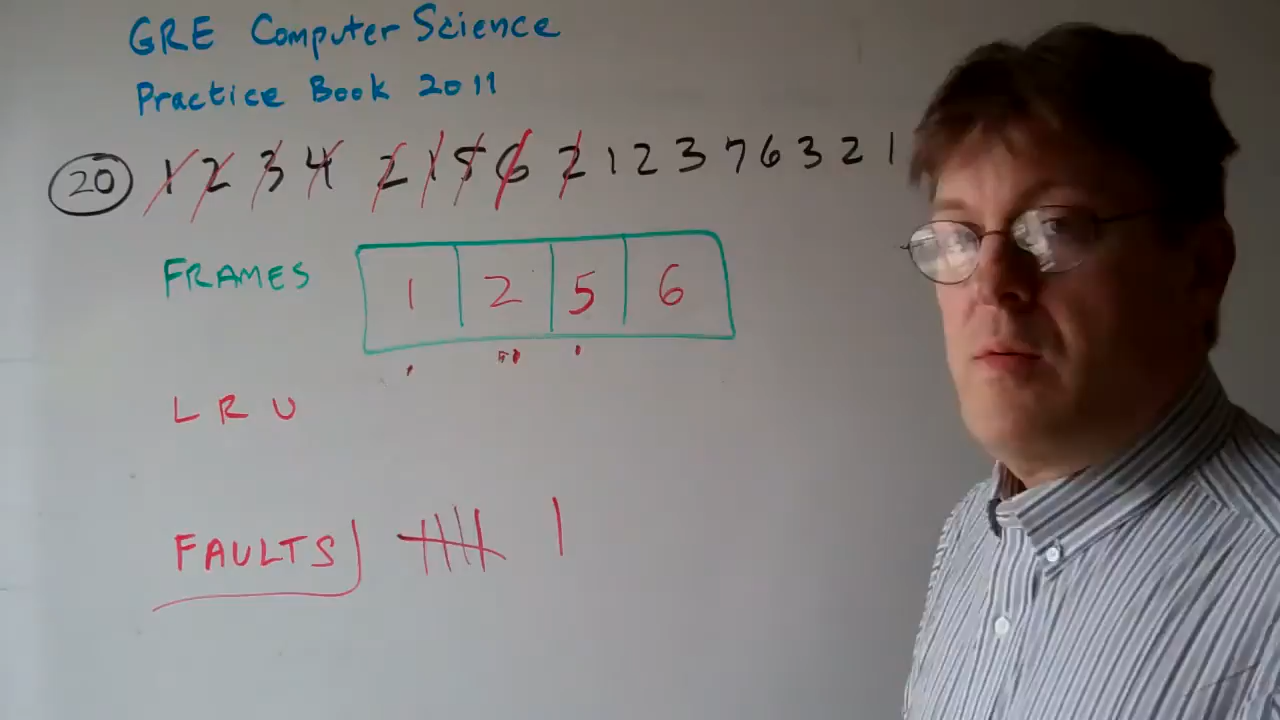 GRE Computer Science
Practice Book 2011
20 1 2 3 4 2 1 5 6 2 1 2 3 7 6 3 2 1
FRAMES 1 2 5 6
LRU
FAULTS